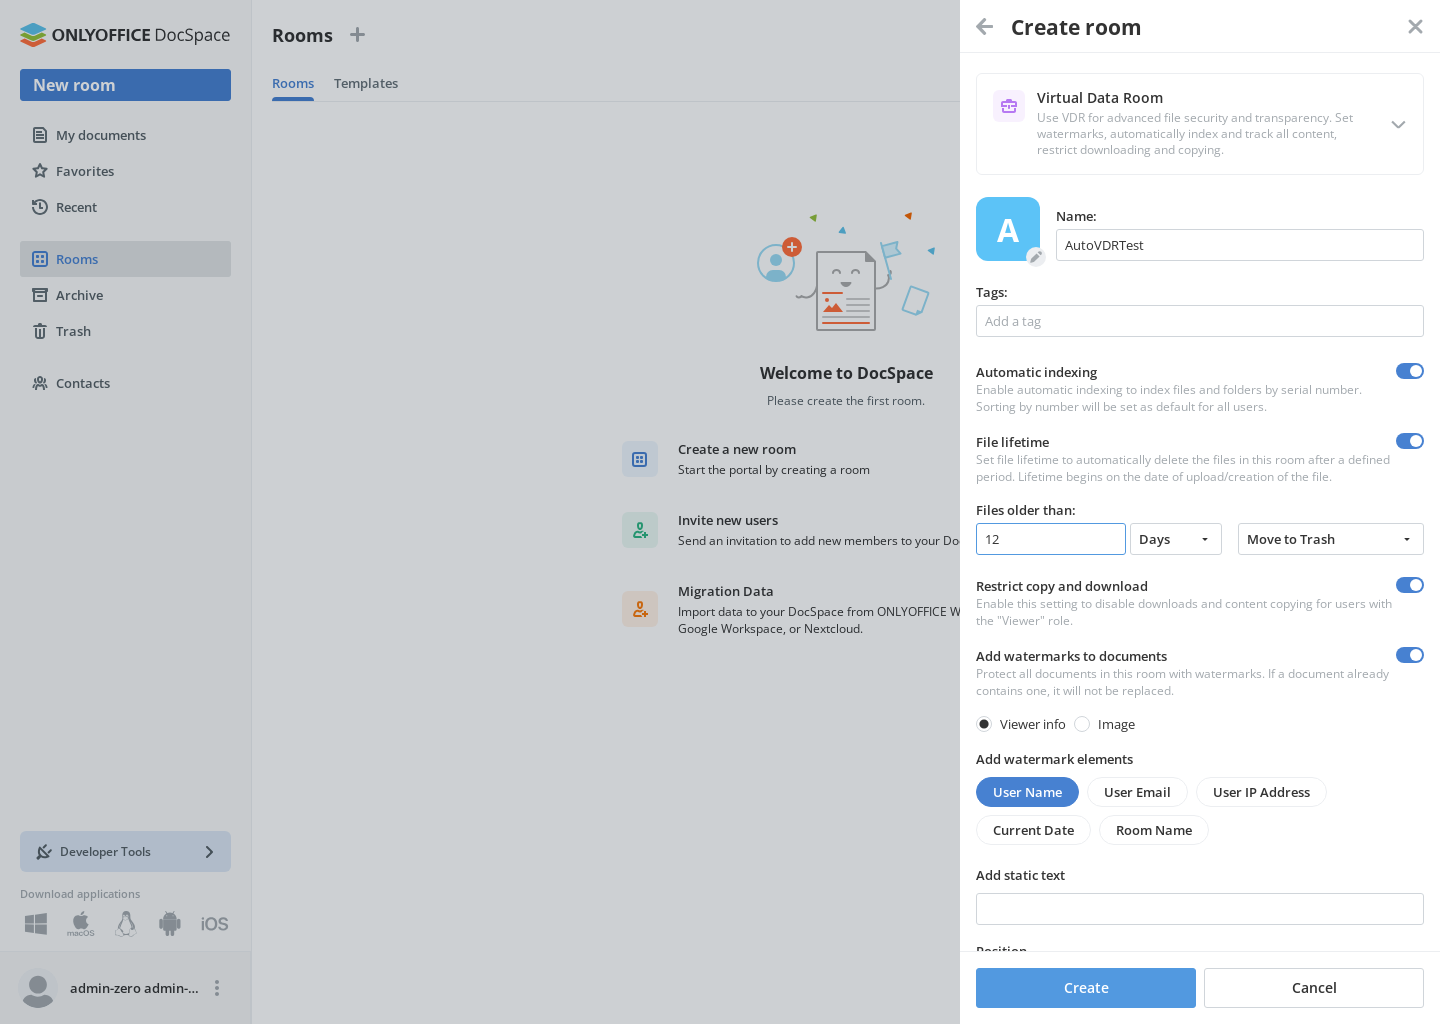 ONLYOFFICE DocSpace
New room
My documents
Favorites
Recent
Rooms
Archive
Trash
Contacts
Developer Tools
Download applications
macOS
iOS
admin-zero admin-...
Rooms
Rooms
Templates
Welcome to DocSpace
Please create the first room.
Create a new room
Start the portal by creating a room
Invite new users
Send an invitation to add new members to your Do
Migration Data
Import data to your DocSpace from ONLYOFFICE W
Google Workspace, or Nextcloud.
Create room
Virtual Data Room
Use VDR for advanced file security and transparency. Set
watermarks, automatically index and track all content,
restrict downloading and copying.
A
Name:
AutoVDRTest
Tags:
Add a tag
Automatic indexing
Enable automatic indexing to index files and folders by serial number.
Sorting by number will be set as default for all users.
File lifetime
Set file lifetime to automatically delete the files in this room after a defined
period. Lifetime begins on the date of upload/creation of the file.
Files older than:
12
Days
Move to Trash
Restrict copy and download
Enable this setting to disable downloads and content copying for users with
the "Viewer" role.
Add watermarks to documents
Protect all documents in this room with watermarks. If a document already
contains one, it will not be replaced.
Viewer info
Image
Add watermark elements
User Name
User Email
User IP Address
Current Date
Room Name
Add static text
Position
Create
Cancel